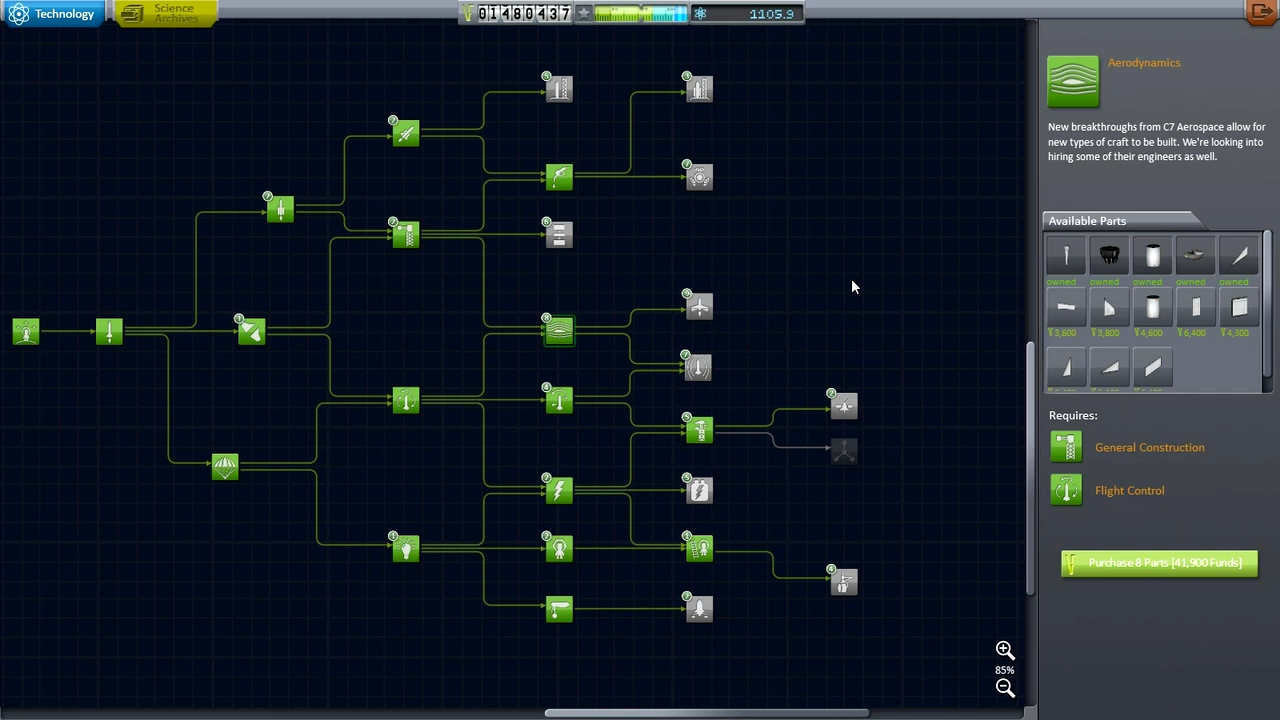 Technology
Science
Archives
01480437
1105.9
Aerodynamics
New breakthroughs from C7 Aerospace allow for
new types of craft to be built. We're looking into
hiring some of their engineers as well.
Available Parts
owned owned owned owned owned
3,600 3,800 4,600 6,400 4,300
Requires:
General Construction
Flight Control
Purchase 8 Parts [41,900 Funds]
85%